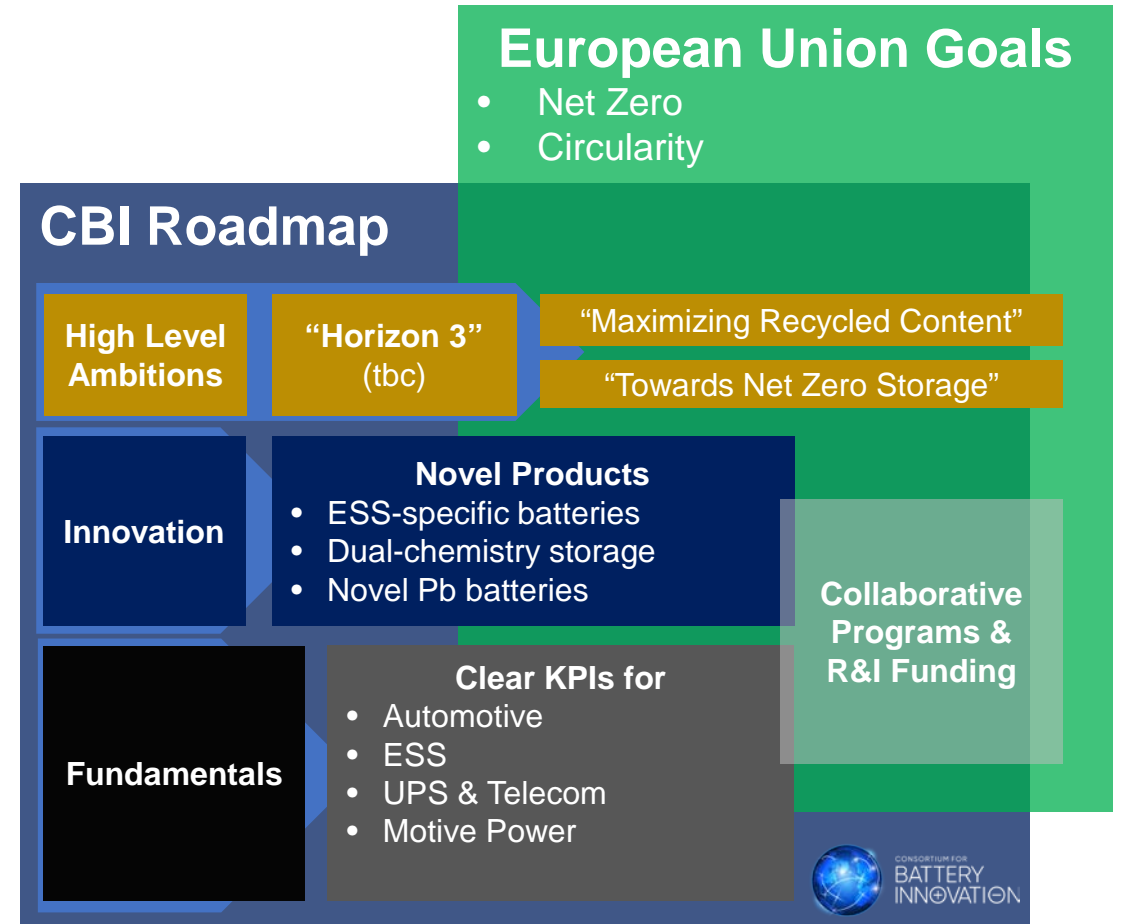 European Union Goals
• Net Zero
• Circularity
CBI Roadmap
High Level
Ambitions
“Horizon 3”
(tbc)
“Maximizing Recycled Content”
“Towards Net Zero Storage”
Innovation
Novel Products
• ESS-specific batteries
• Dual-chemistry storage
• Novel Pb batteries
Collaborative
Programs &
R&I Funding
Fundamentals
Clear KPIs for
• Automotive
• ESS
• UPS & Telecom
• Motive Power
CONSORTIUM FOR
BATTERY
INNOVATION